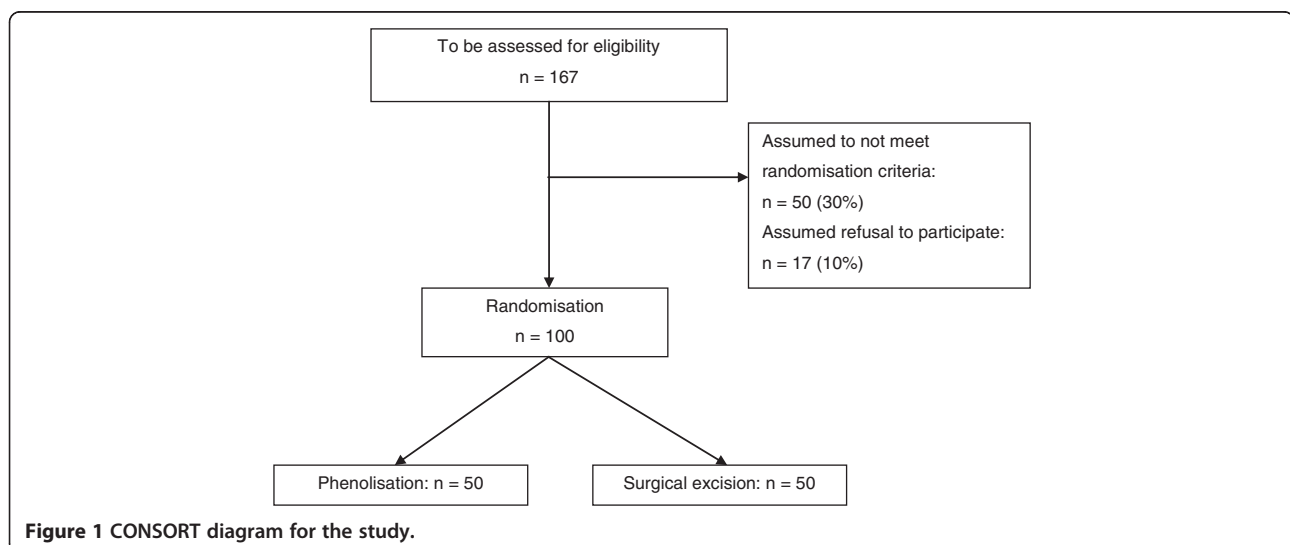 To be assessed for eligibility
n = 167
Assumed to not meet
randomisation criteria:
n = 50 (30%)
Assumed refusal to participate:
n = 17 (10%)
Randomisation
n = 100
Phenolisation: n = 50
Surgical excision: n = 50
Figure 1 CONSORT diagram for the study.